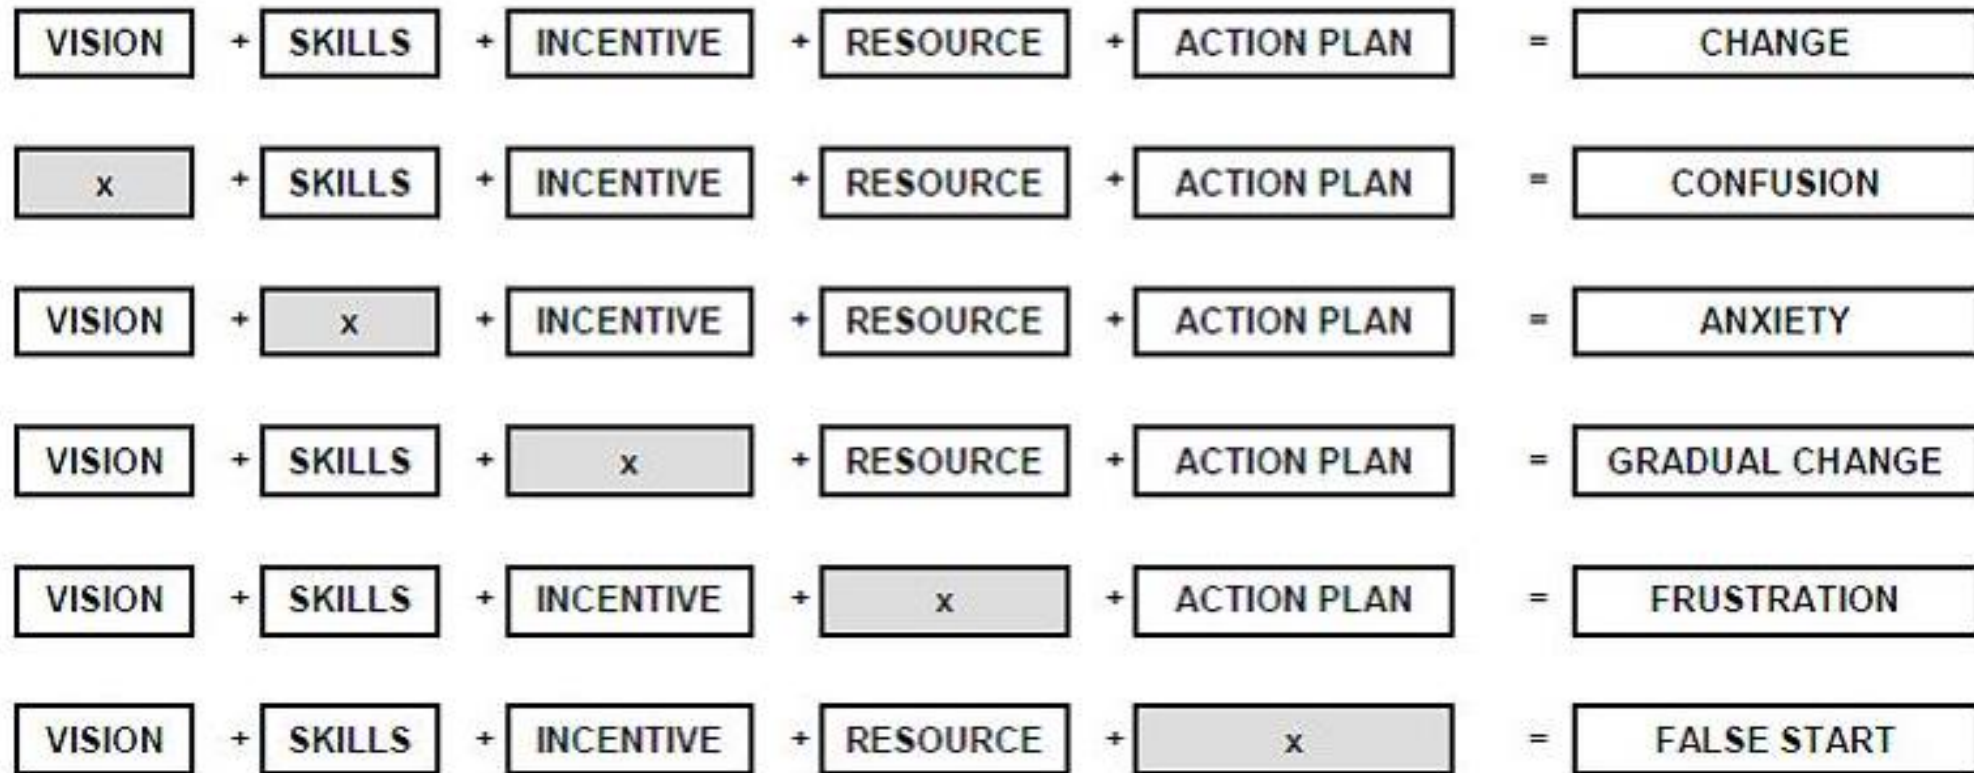 VISION + SKILLS + INCENTIVE + RESOURCE + ACTION PLAN = CHANGE
x + SKILLS + INCENTIVE + RESOURCE + ACTION PLAN = CONFUSION
VISION + x + INCENTIVE + RESOURCE + ACTION PLAN = ANXIETY
VISION + SKILLS + x + RESOURCE + ACTION PLAN = GRADUAL CHANGE
VISION + SKILLS + INCENTIVE + x + ACTION PLAN = FRUSTRATION
VISION + SKILLS + INCENTIVE + RESOURCE + x = FALSE START